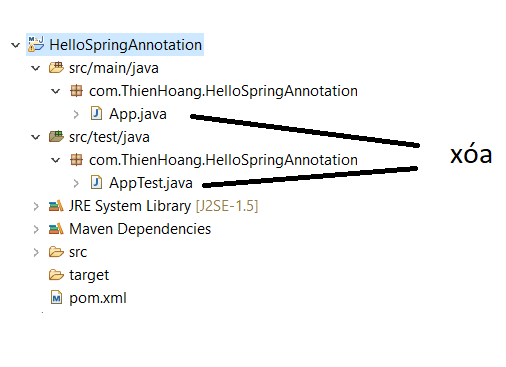 HelloSpringAnnotation
src/main/java
com.ThienHoang.HelloSpringAnnotation
App.java
src/test/java
xóa
com.ThienHoang.HelloSpringAnnotation
AppTest.java
JRE System Library [J2SE-1.5]
Maven Dependencies
src
target
pom.xml